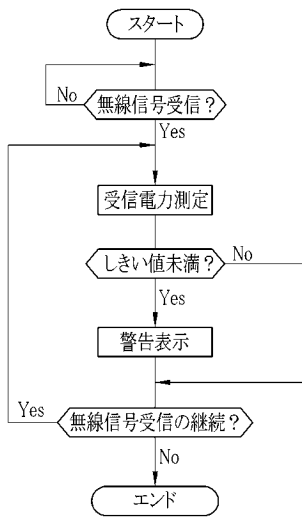 スタート
No
無線信号受信？
Yes
受信電力測定
しきい値未満？
No
Yes
警告表示
Yes
無線信号受信の継続？
No
エンド